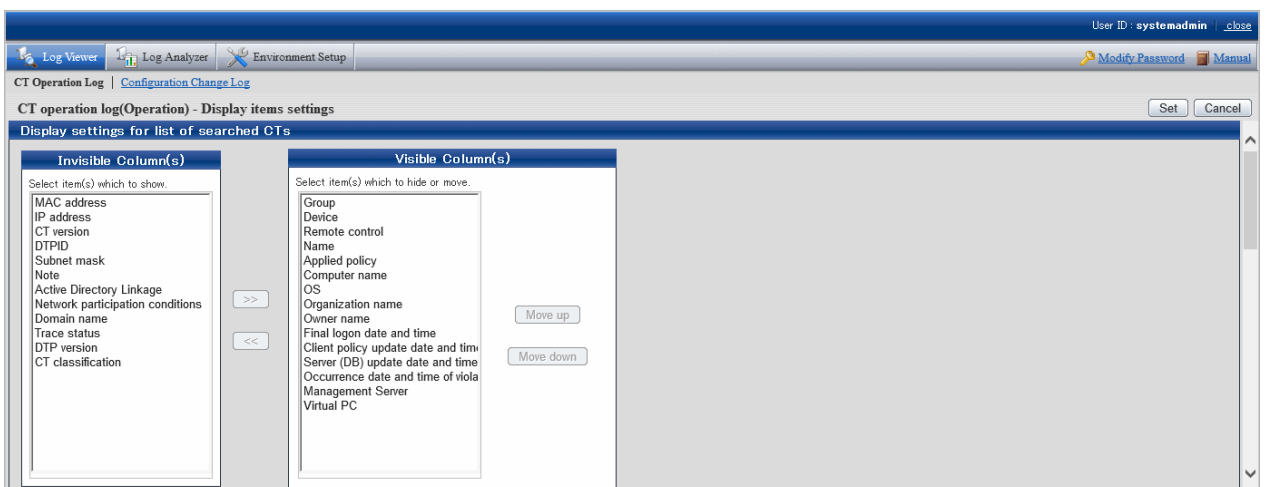 User ID : systemadmin | close
Log Viewer Log Analyzer Environment Setup Modify Password Manual
CT Operation Log | Configuration Change Log
CT operation log(Operation) - Display items settings Set Cancel
Display settings for list of searched CTs
Invisible Column(s)
Select item(s) which to show.
MAC address
IP address
CT version
DTPID
Subnet mask
Note
Active Directory Linkage
Network participation conditions
Domain name
Trace status
DTP version
CT classification
>>
<<
Visible Column(s)
Select item(s) which to hide or move.
Group
Device
Remote control
Name
Applied policy
Computer name
OS
Organization name
Owner name
Final logon date and time
Client policy update date and time
Server (DB) update date and time
Occurrence date and time of viola
Management Server
Virtual PC
Move up
Move down